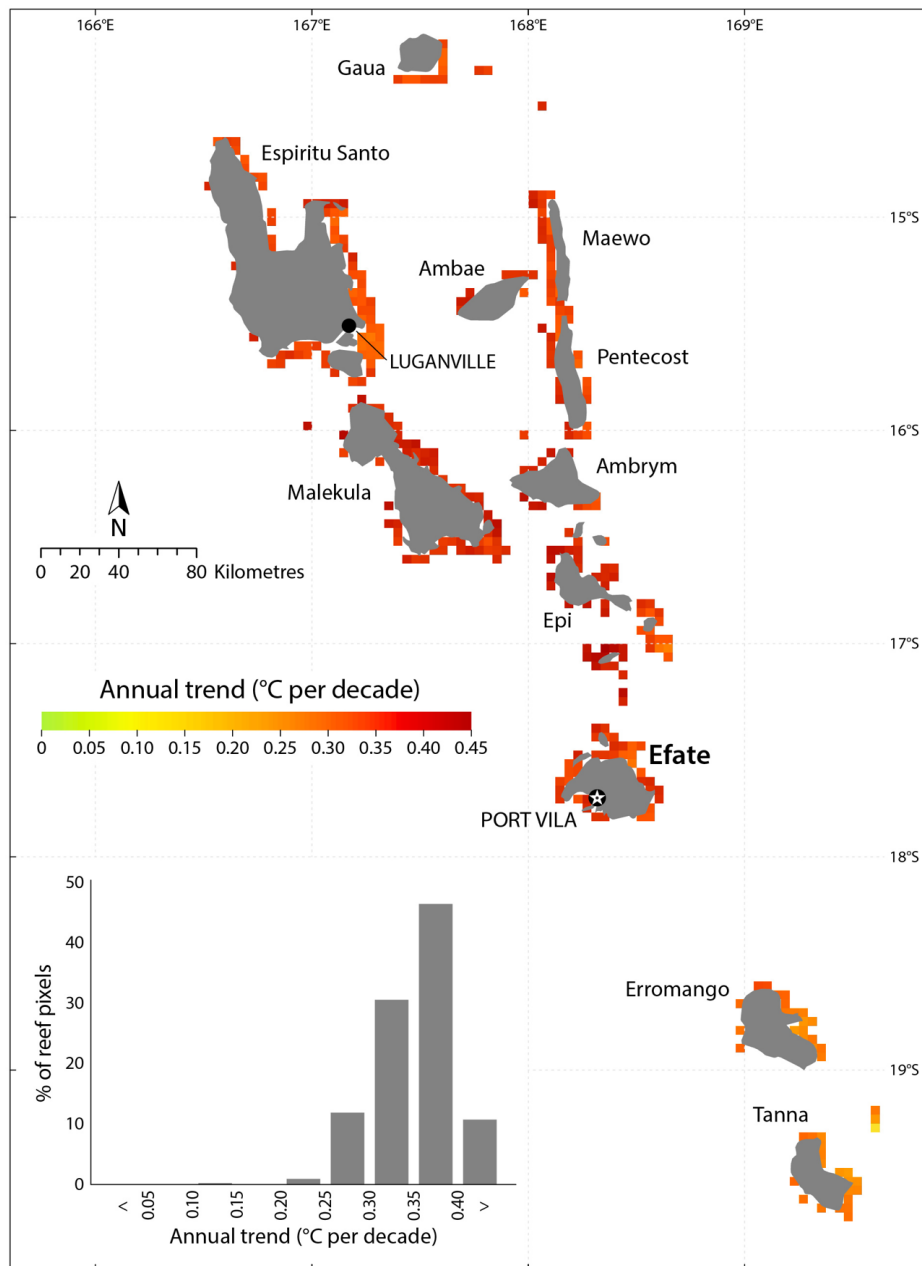 166°E 167°E 168°E 169°E
Gaua
Espiritu Santo
15°S
Maewo
Ambae
LUGANVILLE
Pentecost
16°S
Ambrym
Malekula
N
0 20 40 80 Kilometres
Epi
17°S
Annual trend (°C per decade)
0 0.05 0.10 0.15 0.20 0.25 0.30 0.35 0.40 0.45
Efate
PORT VILA
18°S
50
40
30
20
10
0
% of reef pixels
< 0.05 0.10 0.15 0.20 0.25 0.30 0.35 0.40 >
Annual trend (°C per decade)
Erromango
19°S
Tanna